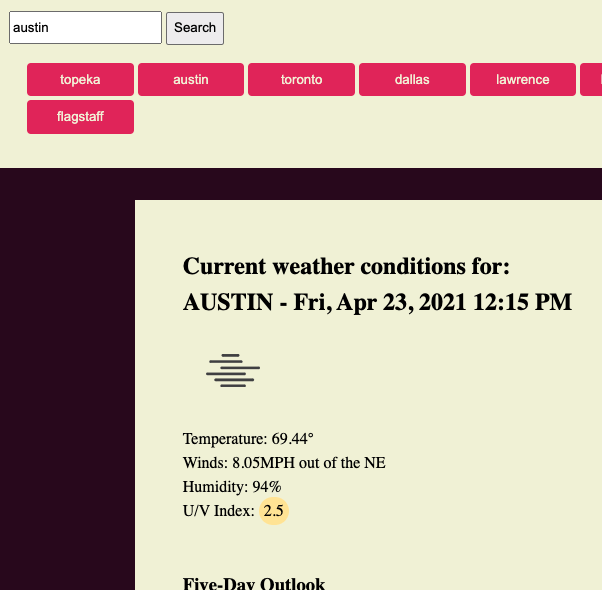 austin Search
topeka austin toronto dallas lawrence
flagstaff
Current weather conditions for:
AUSTIN - Fri, Apr 23, 2021 12:15 PM
Temperature: 69.44°
Winds: 8.05MPH out of the NE
Humidity: 94%
U/V Index: 2.5
Five-Day Outlook